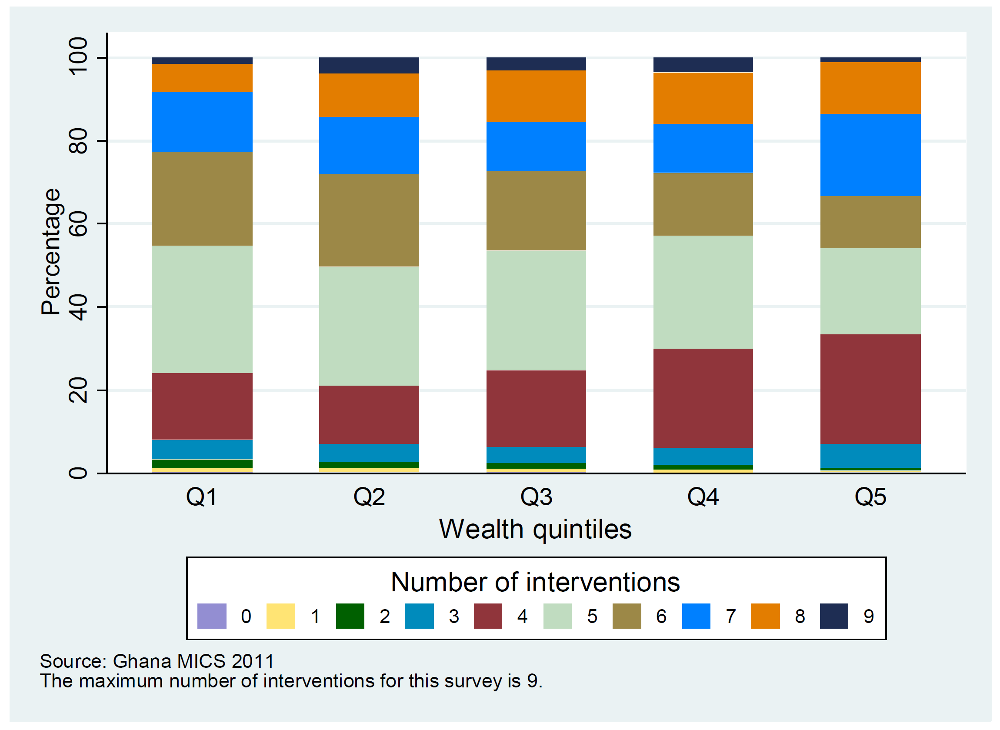 100
80
60
40
20
0
Percentage
Q1 Q2 Q3 Q4 Q5
Wealth quintiles
Number of interventions
0 1 2 3 4 5 6 7 8 9
Source: Ghana MICS 2011
The maximum number of interventions for this survey is 9.